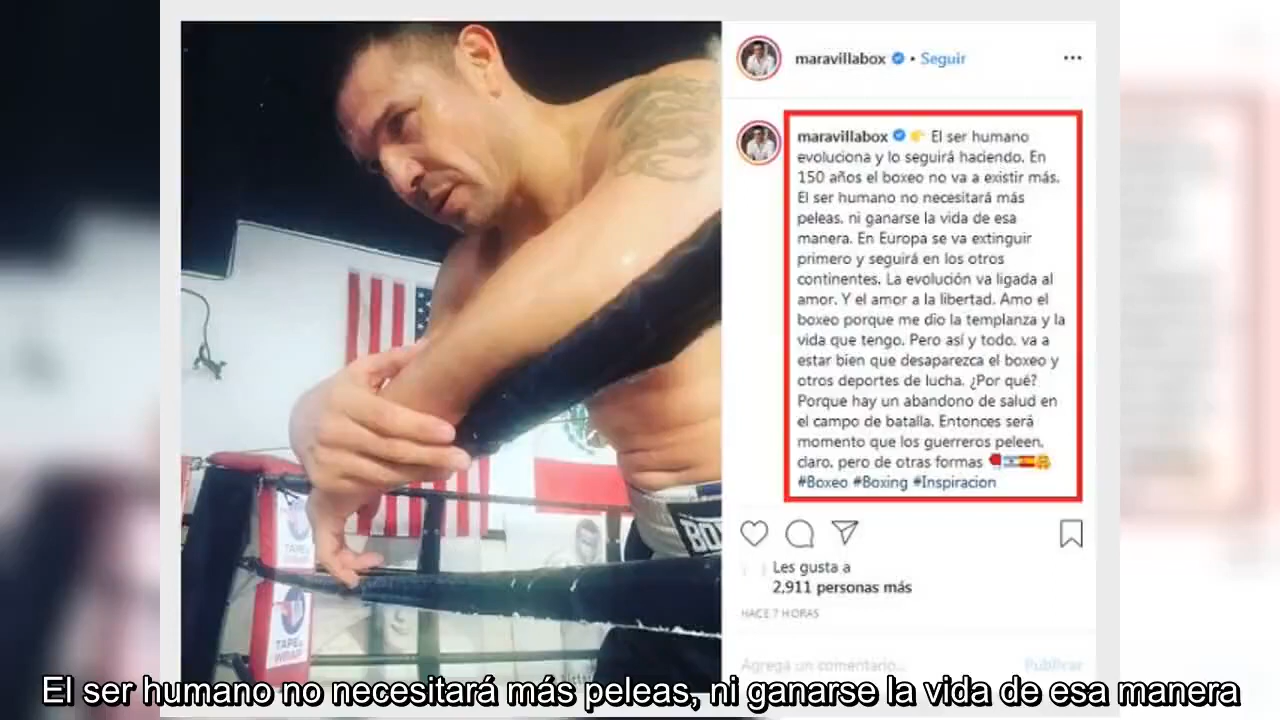 maravillabox • Seguir
maravillabox 👉 El ser humano
evoluciona y lo seguirá haciendo. En
150 años el boxeo no va a existir más.
El ser humano no necesitará más
peleas, ni ganarse la vida de esa
manera. En Europa se va extinguir
primero y seguirá en los otros
continentes. La evolución va ligada al
amor. Y el amor a la libertad. Amo el
boxeo porque me dio la templanza y la
vida que tengo. Pero así y todo, va a
estar bien que desaparezca el boxeo y
otros deportes de lucha. ¿Por qué?
Porque hay un abandono de salud en
el campo de batalla. Entonces será
momento que los guerreros peleen,
claro, pero de otras formas
#Boxeo #Boxing #Inspiracion
Les gusta a
2,911 personas más
HACE 7 HORAS
Agrega un comentario... Publicar
TAPE
TAPE
WRAP
El ser humano no necesitará más peleas, ni ganarse la vida de esa manera